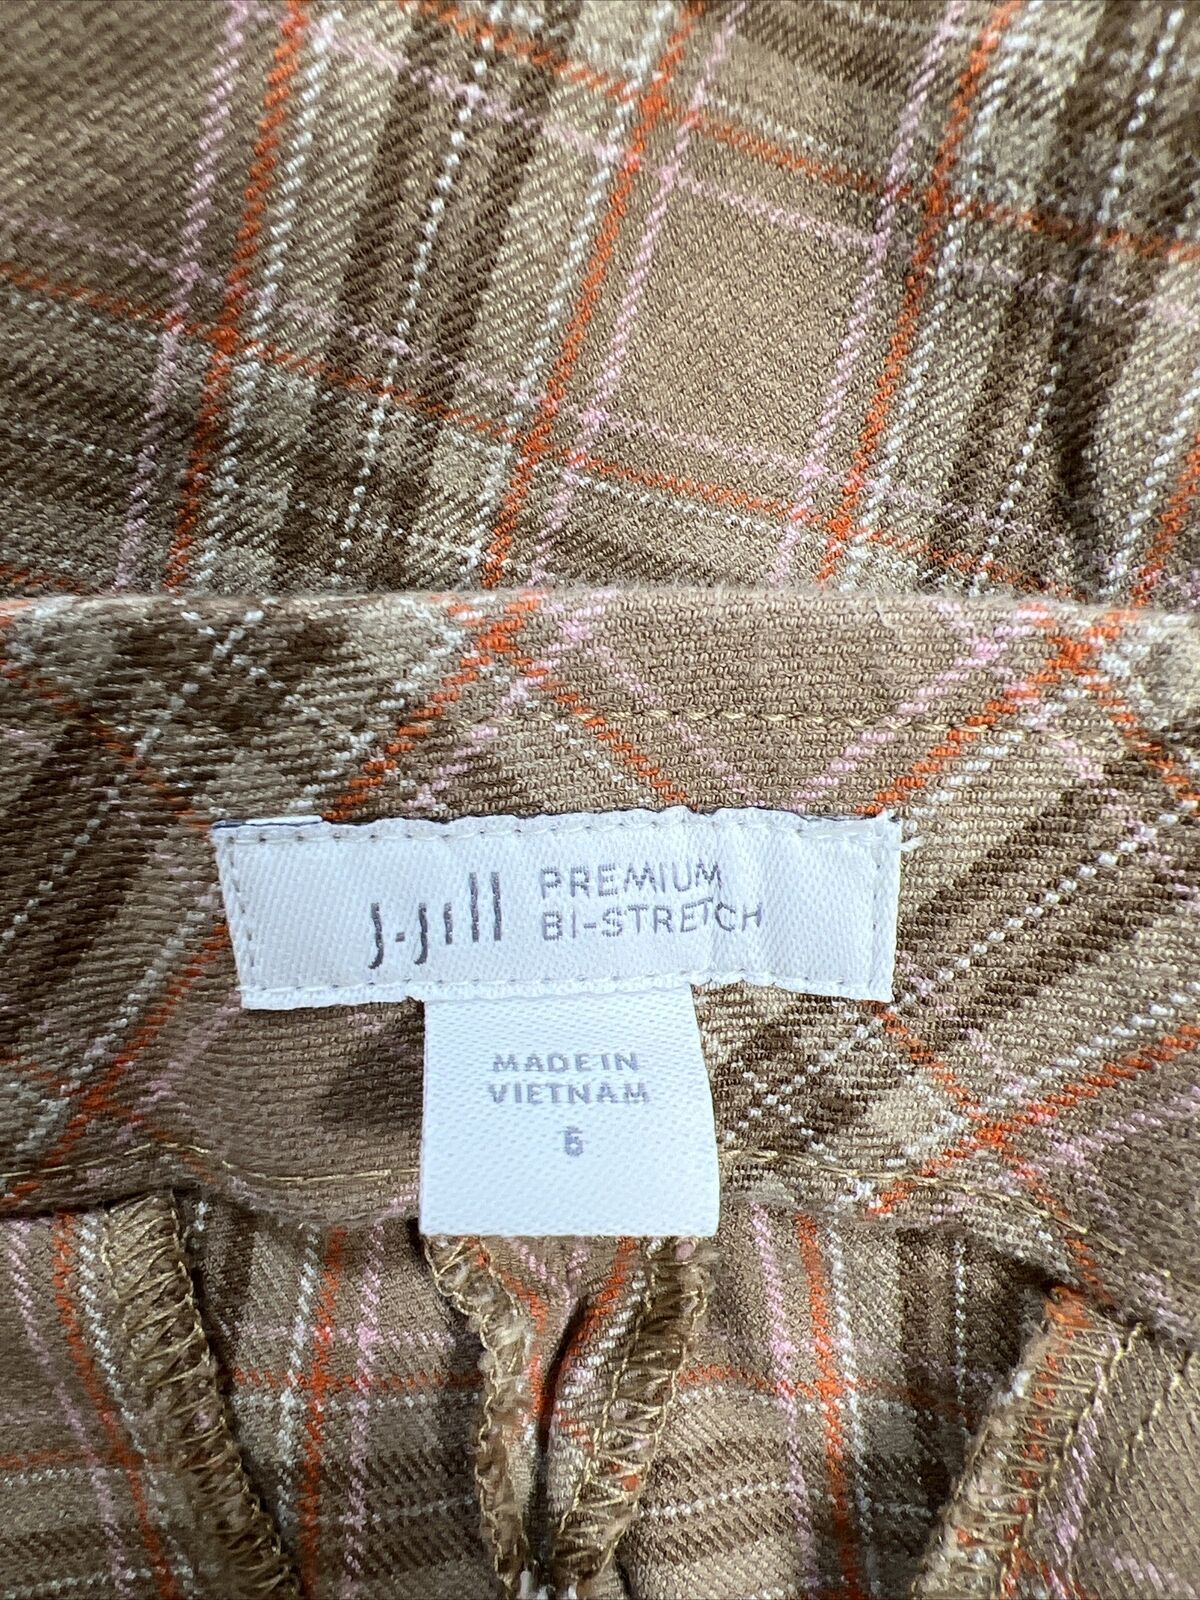 J.Jill PREMIUM
BI-STRETCH
MADE IN
VIETNAM
6